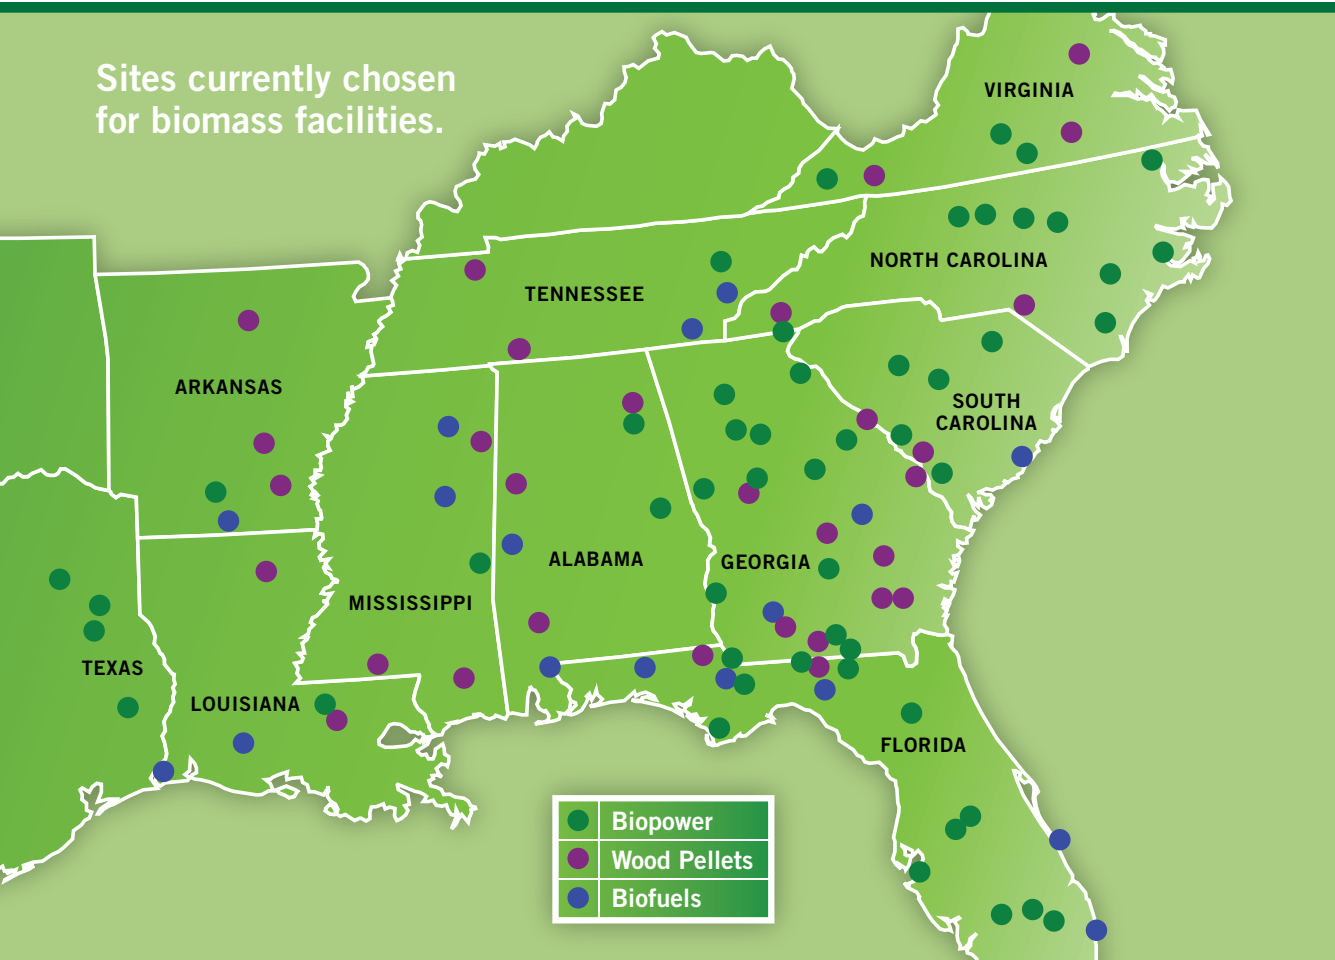 Sites currently chosen
for biomass facilities.
VIRGINIA
NORTH CAROLINA
TENNESSEE
ARKANSAS
SOUTH
CAROLINA
ALABAMA
GEORGIA
MISSISSIPPI
TEXAS
LOUISIANA
FLORIDA
Biopower
Wood Pellets
Biofuels